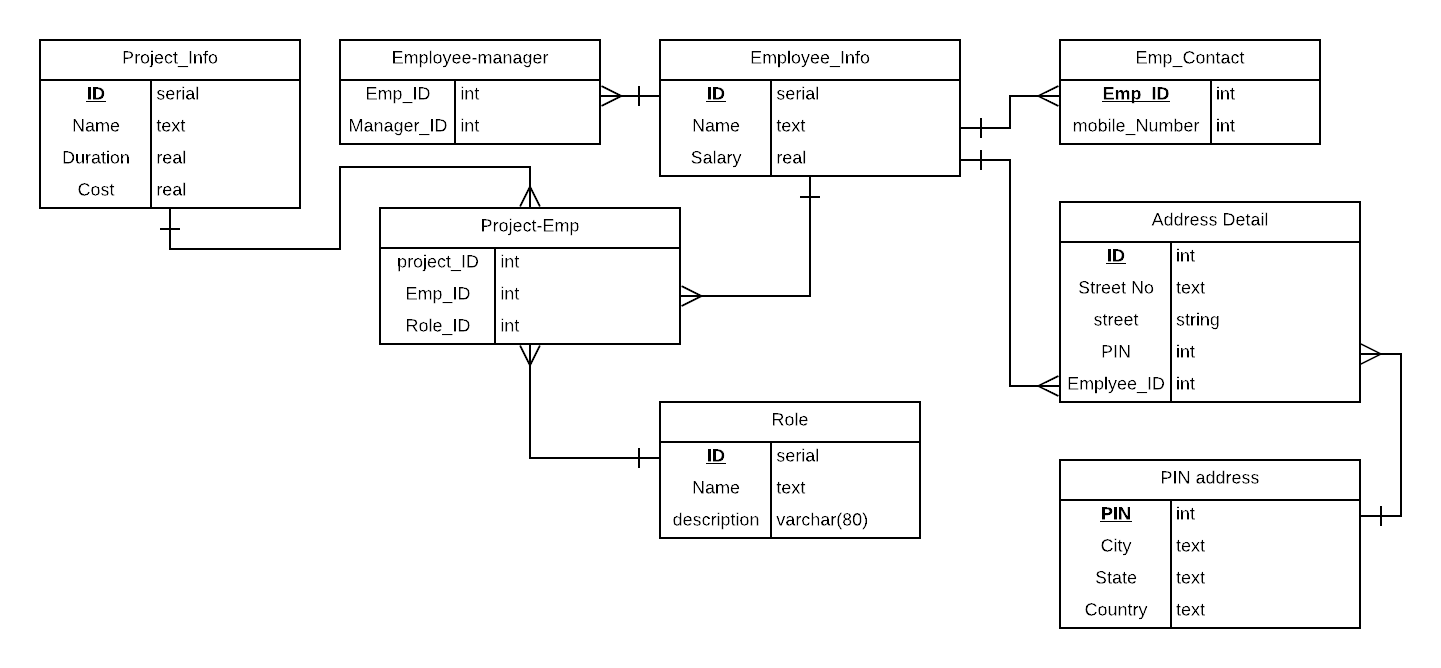 Project_Info
ID serial
Name text
Duration real
Cost real
Employee-manager
Emp_ID int
Manager_ID int
Employee_Info
ID serial
Name text
Salary real
Emp_Contact
Emp_ID int
mobile_Number int
Project-Emp
project_ID int
Emp_ID int
Role_ID int
Address Detail
ID int
Street No text
street string
PIN int
Emplyee_ID int
Role
ID serial
Name text
description varchar(80)
PIN address
PIN int
City text
State text
Country text